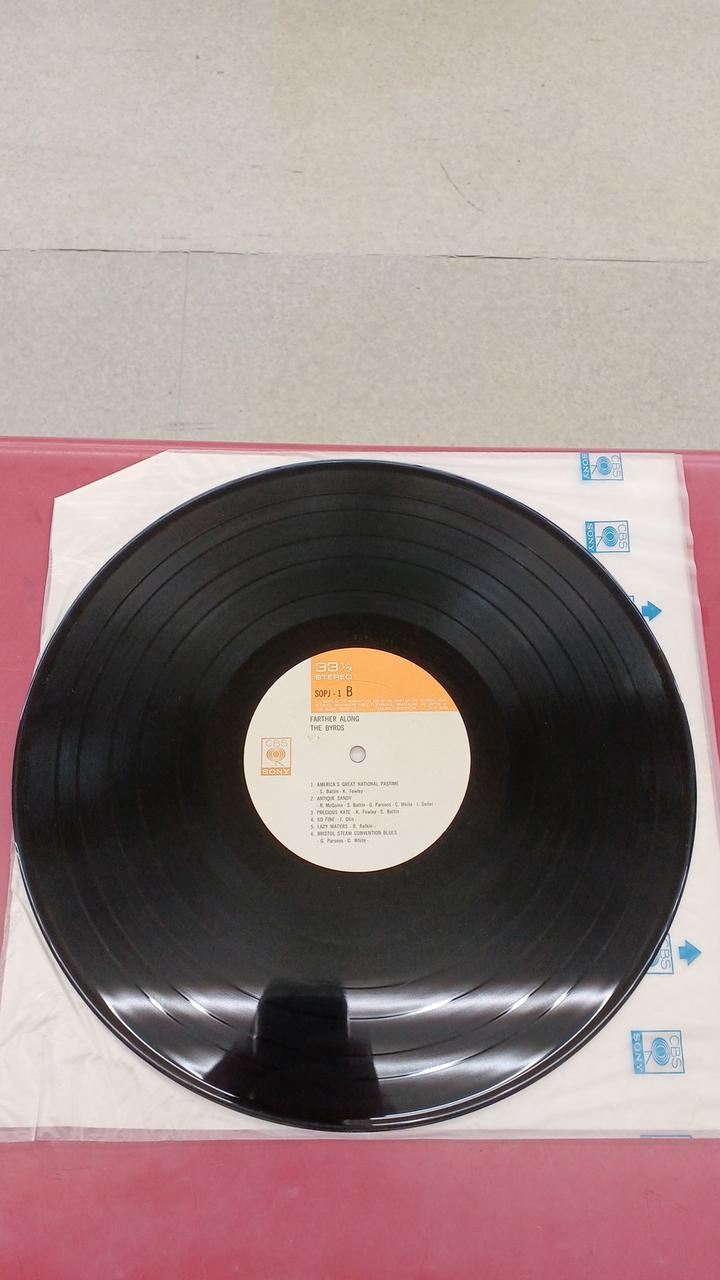 CBS
SONY
CBS
SONY
33⅓
STEREO
SOPJ-1 B
FARTHER ALONG
THE BYRDS
CBS
SONY
1. AMERICA'S GREAT NATIONAL PASTIME
- S. Battin - K. Fowley -
2. ANTIQUE SANDY
- R. McGuinn - S. Battin - G. Parsons - C. White - J. Seiter -
3. PRECIOUS KATE - K. Fowley - S. Battin -
4. SO FINE - J. Otis -
5. LAZY WATERS - B. Rafkin -
6. BRISTOL STEAM CONVENTION BLUES
- G. Parsons - C. White -
CBS
CBS
SONY